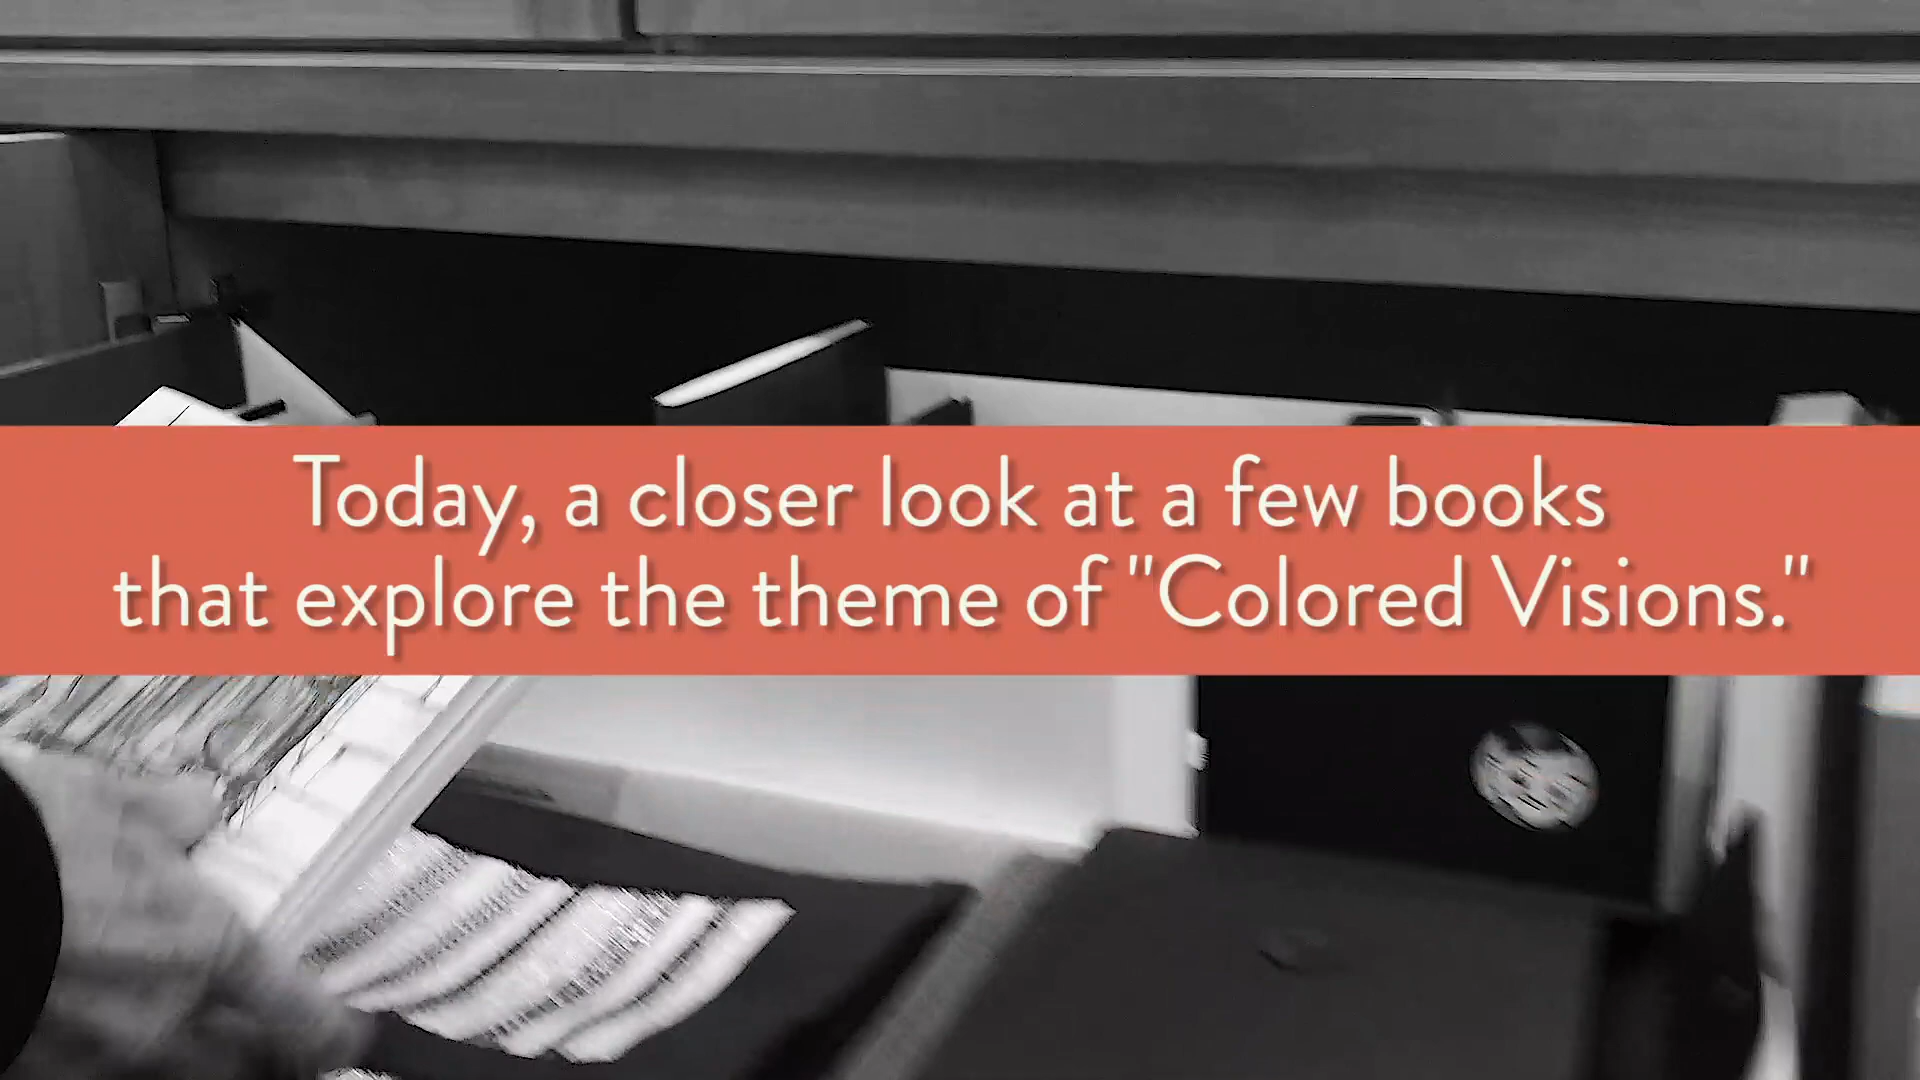 Today, a closer look at a few books
that explore the theme of "Colored Visions."